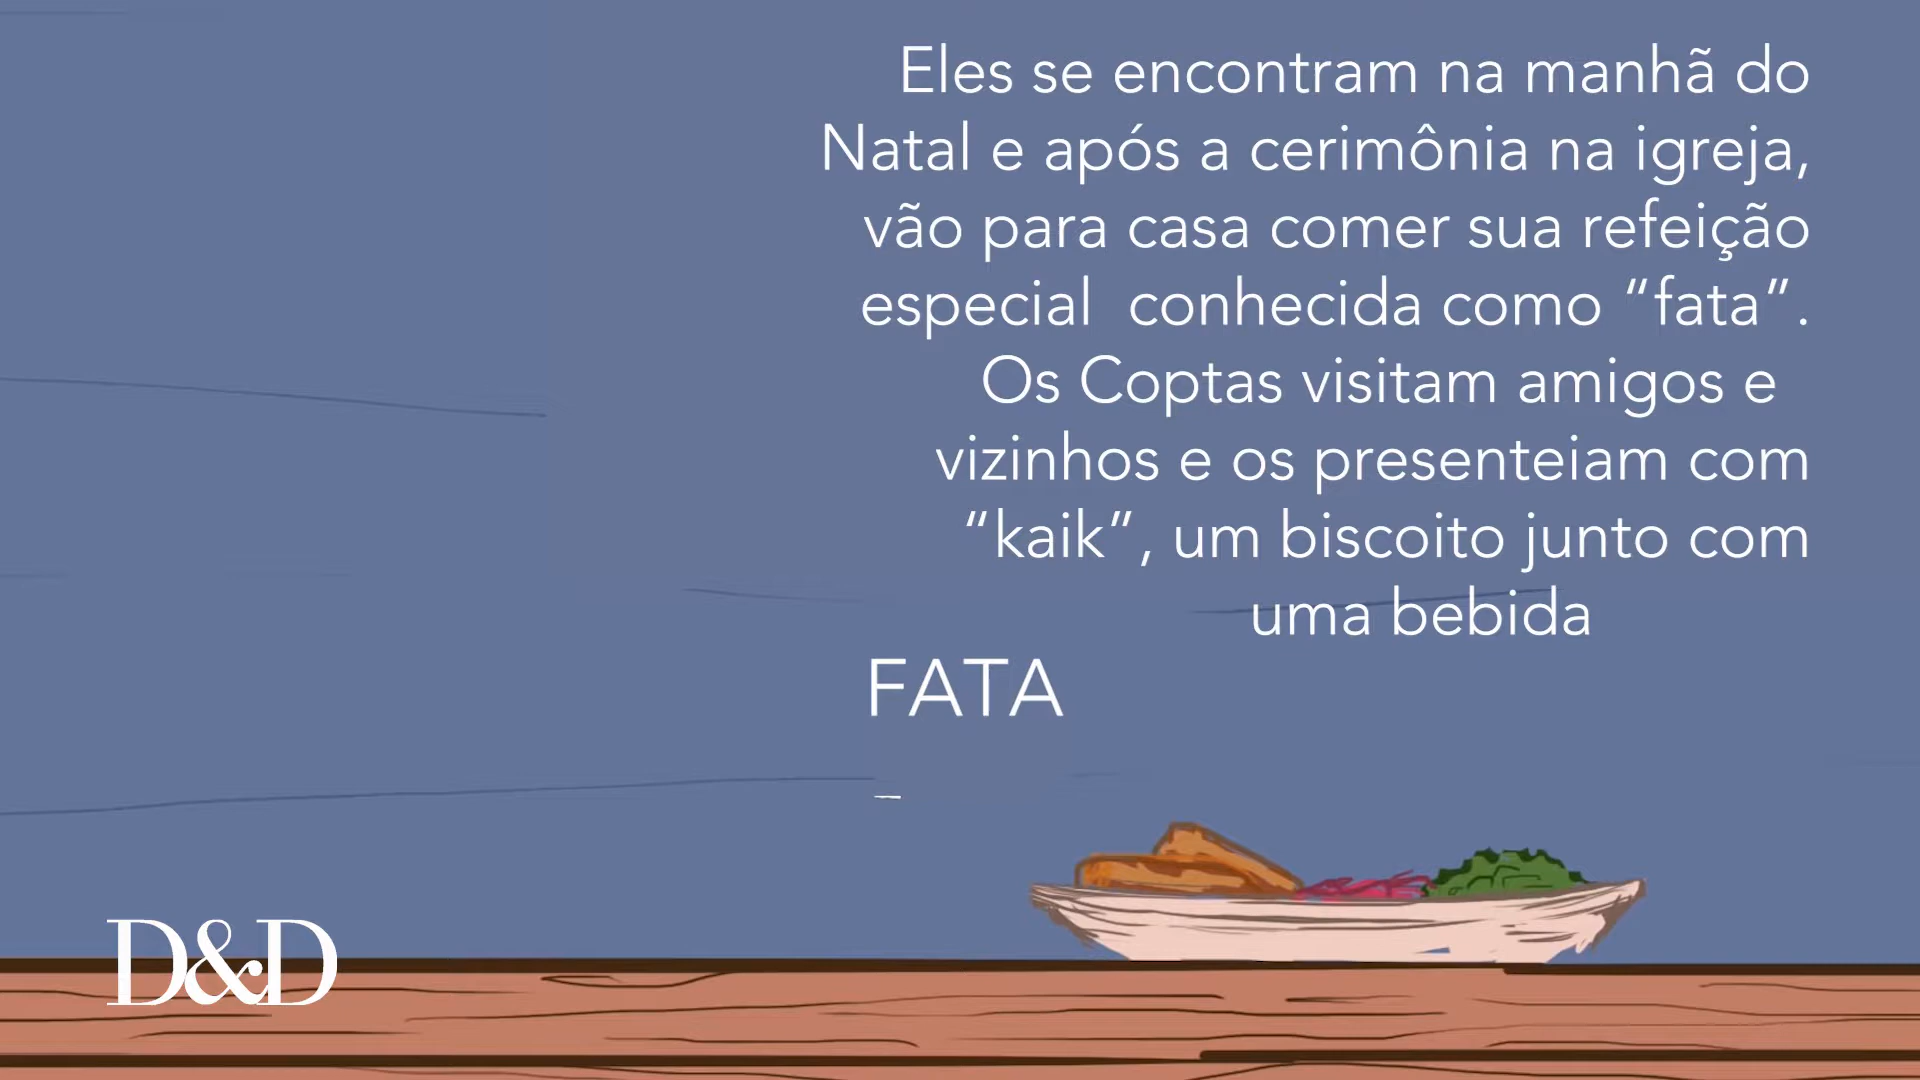 Eles se encontram na manhã do
Natal e após a cerimônia na igreja,
vão para casa comer sua refeição
especial  conhecida como “fata”.
Os Coptas visitam amigos e
vizinhos e os presenteiam com
“kaik”, um biscoito junto com
uma bebida
FATA
D&D